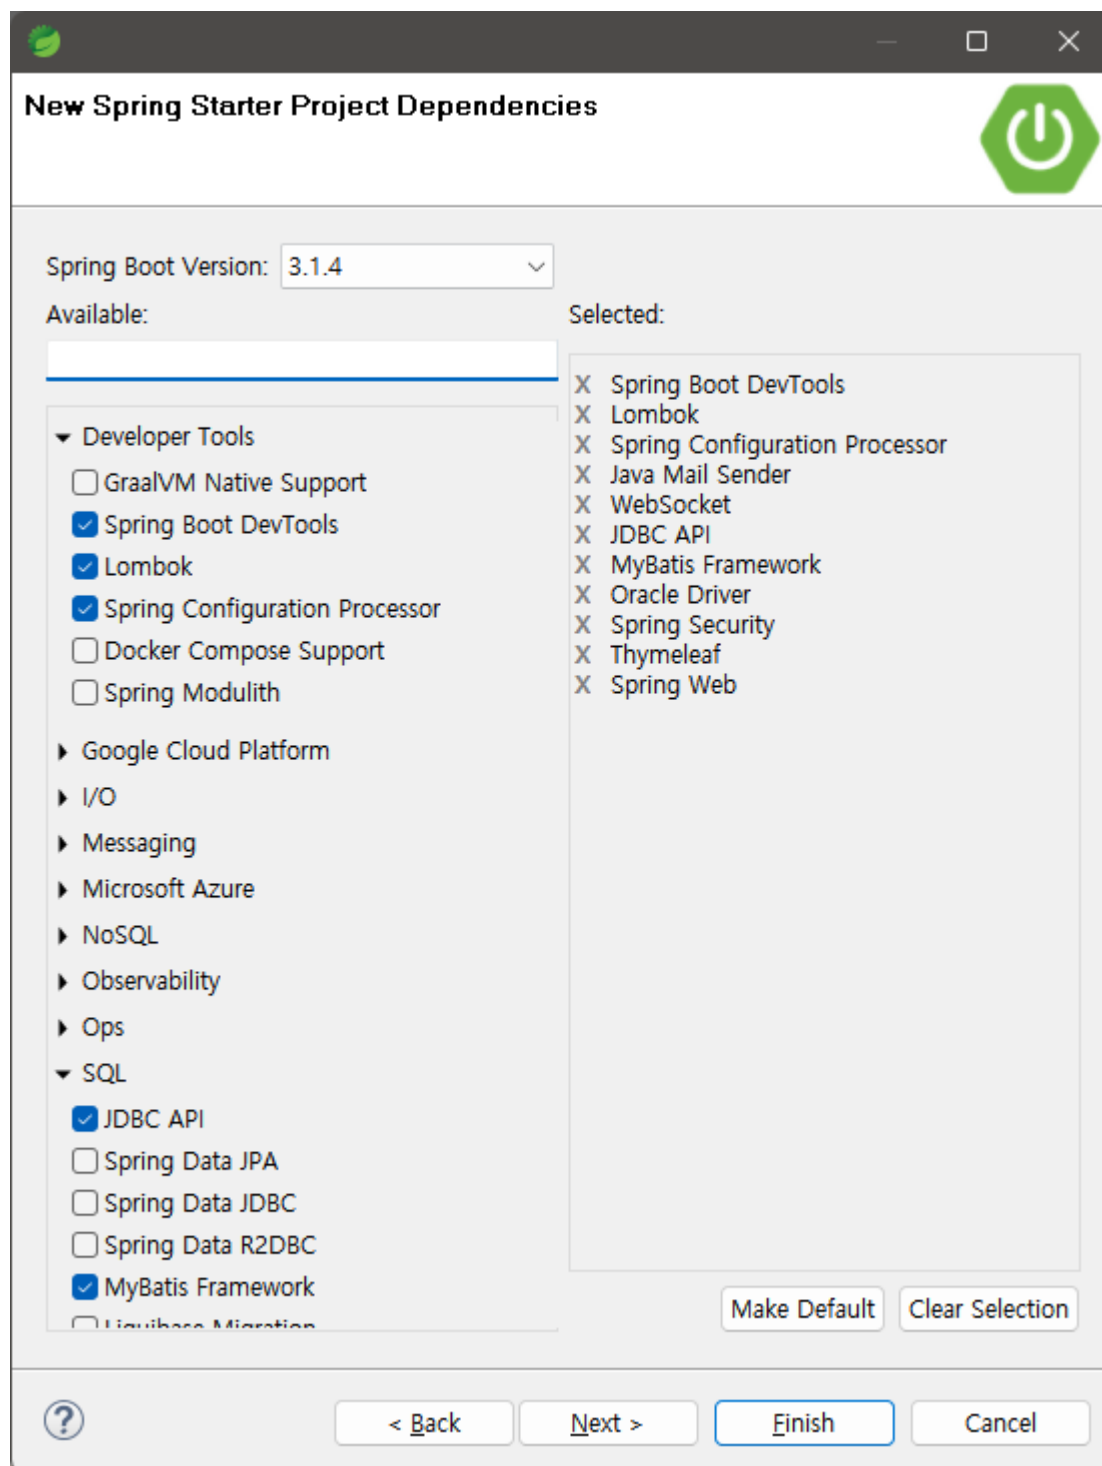 New Spring Starter Project Dependencies
Spring Boot Version: 3.1.4
Available:
Developer Tools
GraalVM Native Support
Spring Boot DevTools
Lombok
Spring Configuration Processor
Docker Compose Support
Spring Modulith
Google Cloud Platform
I/O
Messaging
Microsoft Azure
NoSQL
Observability
Ops
SQL
JDBC API
Spring Data JPA
Spring Data JDBC
Spring Data R2DBC
MyBatis Framework
Liquibase Migration
Selected:
X Spring Boot DevTools
X Lombok
X Spring Configuration Processor
X Java Mail Sender
X WebSocket
X JDBC API
X MyBatis Framework
X Oracle Driver
X Spring Security
X Thymeleaf
X Spring Web
Make Default Clear Selection
? < Back Next > Finish Cancel